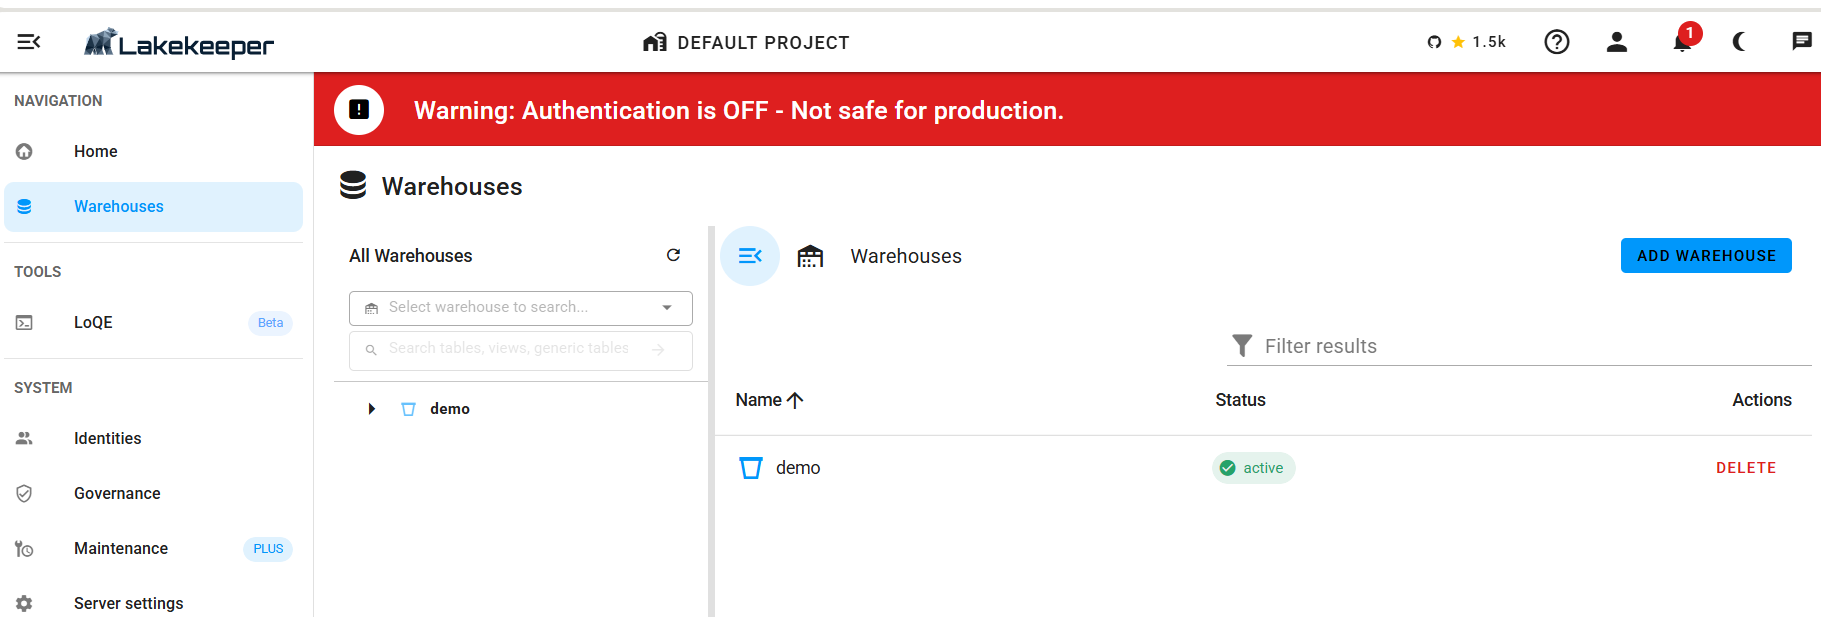 Lakekeeper
DEFAULT PROJECT
1.5k
1
NAVIGATION
Home
Warehouses
TOOLS
LoQE
Beta
SYSTEM
Identities
Governance
Maintenance
PLUS
Server settings
Warning: Authentication is OFF - Not safe for production.
Warehouses
All Warehouses
Select warehouse to search...
Search tables, views, generic tables
demo
Warehouses
ADD WAREHOUSE
Filter results
Name
Status
Actions
demo
active
DELETE